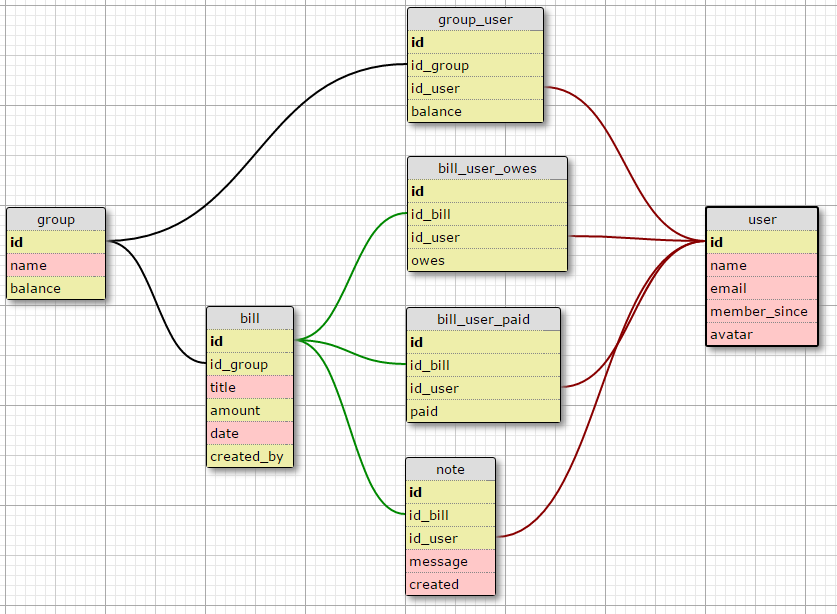 group_user
id
id_group
id_user
balance
bill_user_owes
id
id_bill
id_user
owes
group
id
name
balance
user
id
name
email
member_since
avatar
bill
id
id_group
title
amount
date
created_by
bill_user_paid
id
id_bill
id_user
paid
note
id
id_bill
id_user
message
created